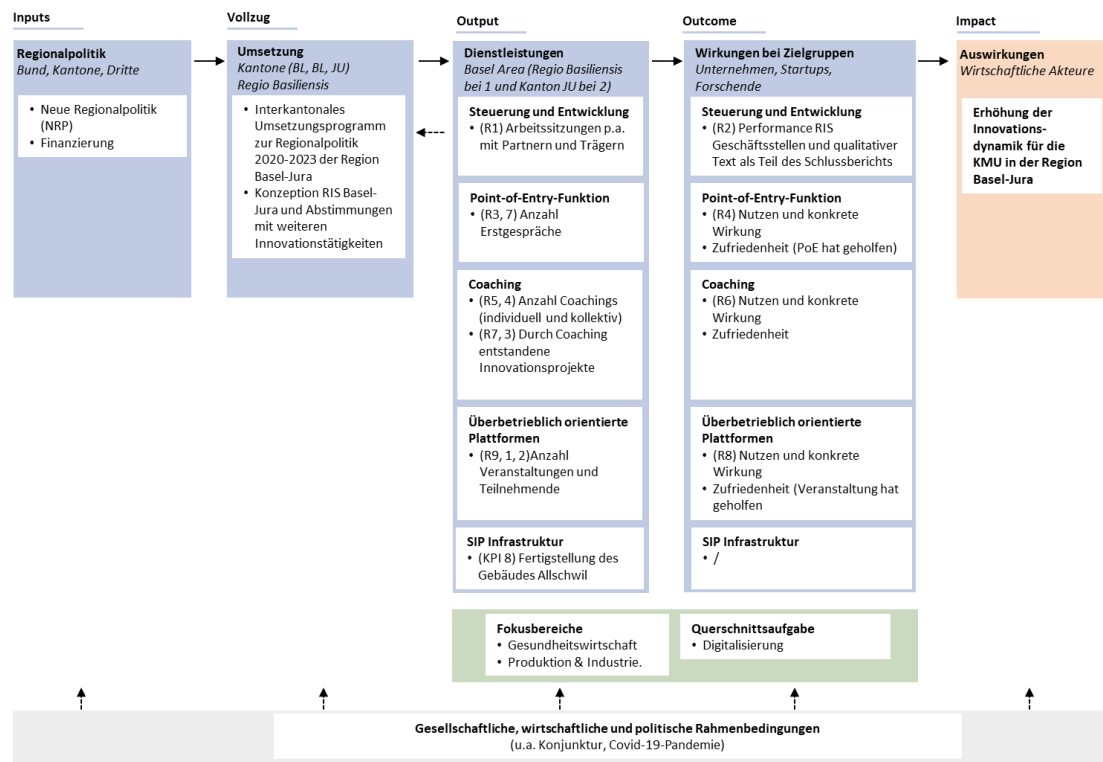 Inputs
Regionalpolitik
Bund, Kantone, Dritte
• Neue Regionalpolitik
(NRP)
• Finanzierung
Vollzug
Umsetzung
Kantone (BL, BL, JU)
Regio Basiliensis
• Interkantonales
Umsetzungsprogramm
zur Regionalpolitik
2020-2023 der Region
Basel-Jura
• Konzeption RIS Basel-
Jura und Abstimmungen
mit weiteren
Innovationstätigkeiten
Output
Dienstleistungen
Basel Area (Regio Basiliensis
bei 1 und Kanton JU bei 2)
Steuerung und Entwicklung
• (R1) Arbeitssitzungen p.a.
mit Partnern und Trägern
Point-of-Entry-Funktion
• (R3, 7) Anzahl
Erstgespräche
Coaching
• (R5, 4) Anzahl Coachings
(individuell und kollektiv)
• (R7, 3) Durch Coaching
entstandene
Innovationsprojekte
Überbetrieblich orientierte
Plattformen
• (R9, 1, 2)Anzahl
Veranstaltungen und
Teilnehmende
SIP Infrastruktur
• (KPI 8) Fertigstellung des
Gebäudes Allschwil
Outcome
Wirkungen bei Zielgruppen
Unternehmen, Startups,
Forschende
Steuerung und Entwicklung
• (R2) Performance RIS
Geschäftsstellen und qualitativer
Text als Teil des Schlussberichts
Point-of-Entry-Funktion
• (R4) Nutzen und konkrete
Wirkung
• Zufriedenheit (PoE hat geholfen)
Coaching
• (R6) Nutzen und konkrete
Wirkung
• Zufriedenheit
Überbetrieblich orientierte
Plattformen
• (R8) Nutzen und konkrete
Wirkung
• Zufriedenheit (Veranstaltung hat
geholfen
SIP Infrastruktur
• /
Impact
Auswirkungen
Wirtschaftliche Akteure
Erhöhung der
Innovations-
dynamik für die
KMU in der Region
Basel-Jura
Fokusbereiche
• Gesundheitswirtschaft
• Produktion & Industrie.
Querschnittsaufgabe
• Digitalisierung
Gesellschaftliche, wirtschaftliche und politische Rahmenbedingungen
(u.a. Konjunktur, Covid-19-Pandemie)